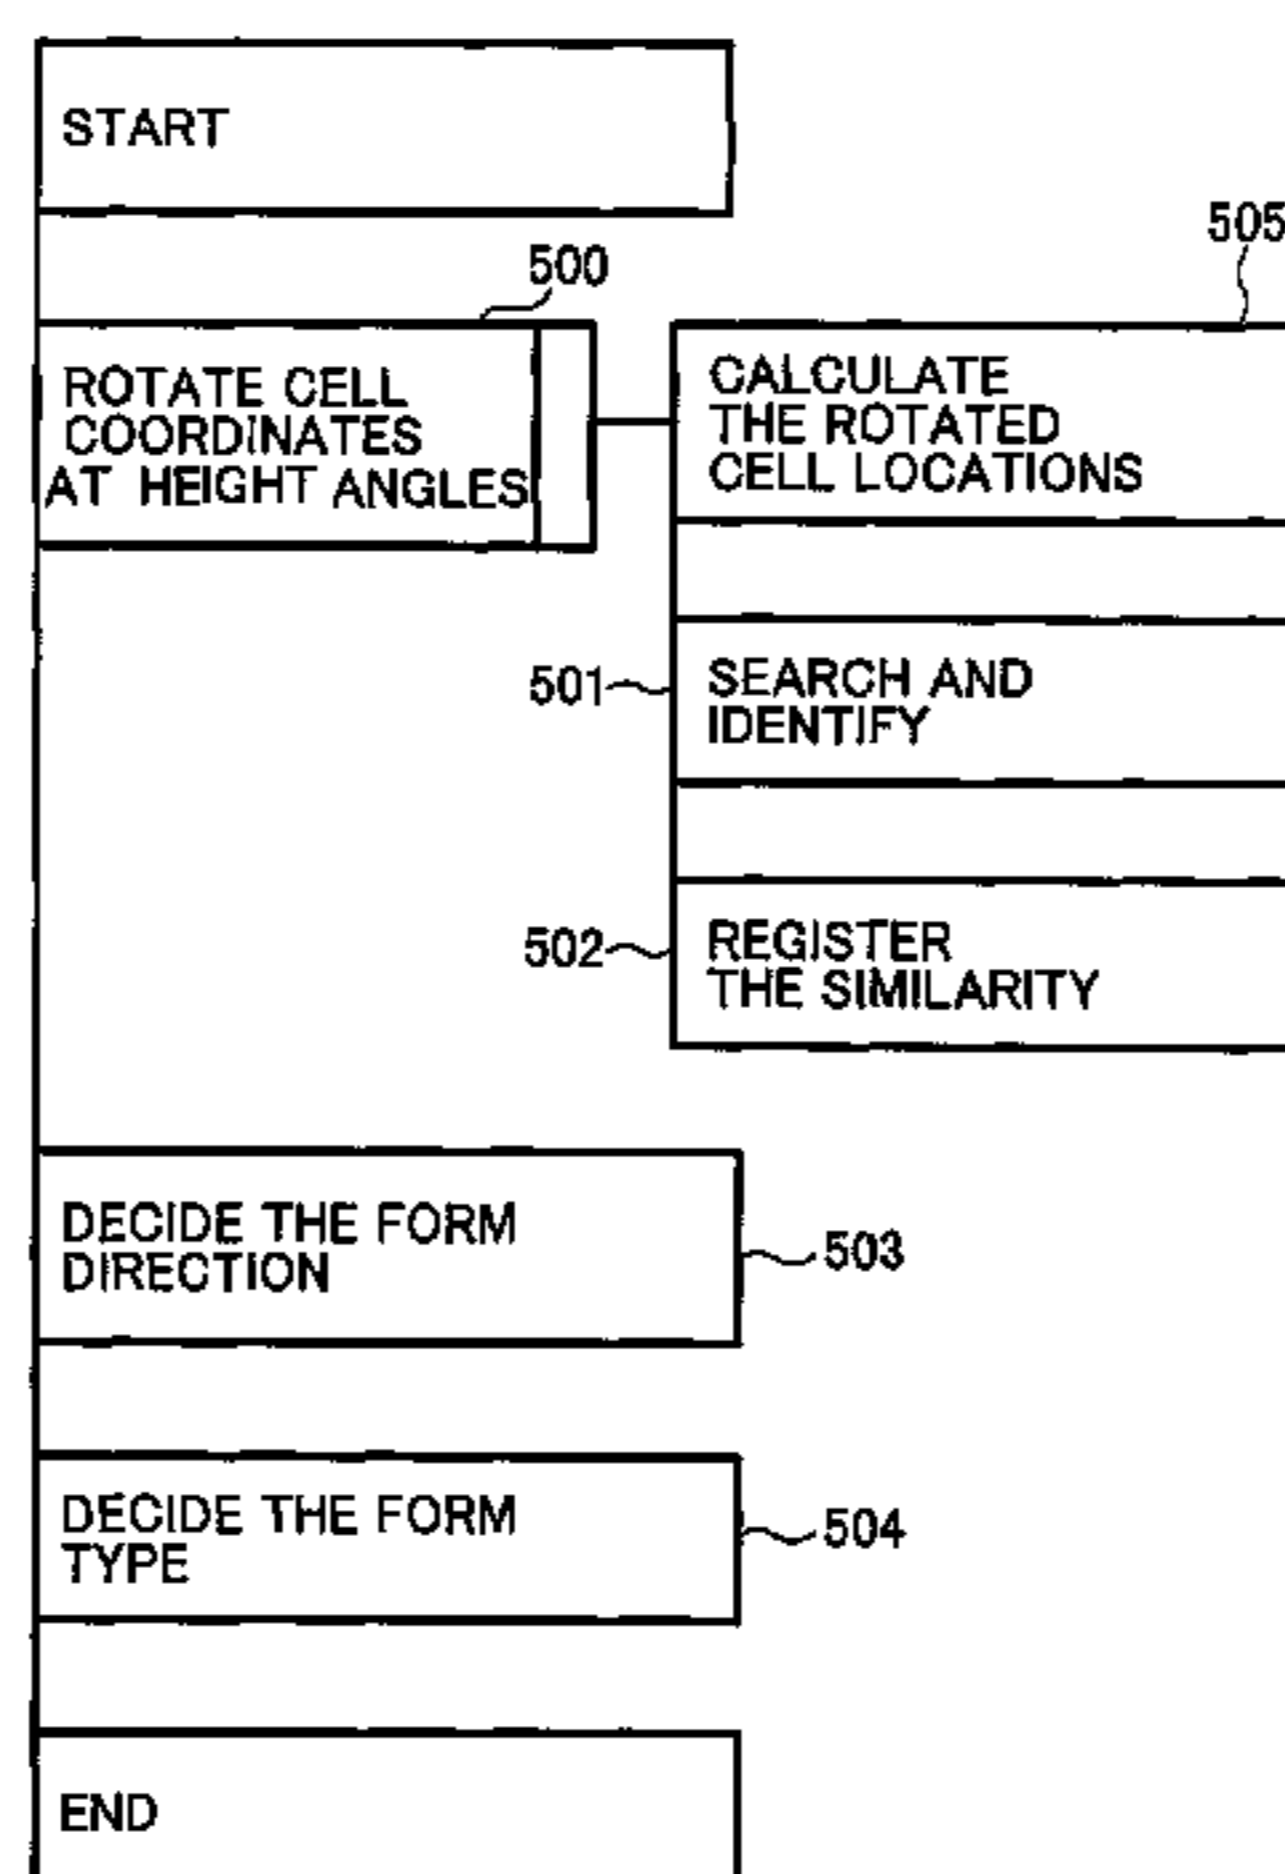 START
500
505
ROTATE CELL
COORDINATES
AT HEIGHT ANGLES
CALCULATE
THE ROTATED
CELL LOCATIONS
501
SEARCH AND
IDENTIFY
502
REGISTER
THE SIMILARITY
DECIDE THE FORM
DIRECTION
503
DECIDE THE FORM
TYPE
504
END